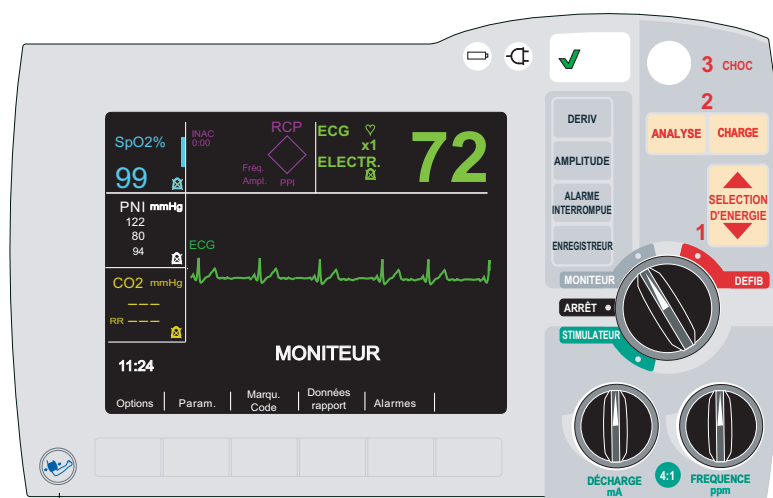 SpO2%
99
INAC
0:00
RCP
Fréq.
Ampl. PPI
ECG
x1
ELECTR.
72
PNI mmHg
122
80
94
ECG
CO2 mmHg
---
RR ---
11:24
MONITEUR
Options
Param.
Marqu.
Code
Données
rapport
Alarmes
DERIV
AMPLITUDE
ALARME
INTERROMPUE
ENREGISTREUR
3 CHOC
2
ANALYSE
CHARGE
SELECTION
D'ENERGIE
1
MONITEUR
DEFIB
ARRÊT
STIMULATEUR
DÉCHARGE
mA
4:1
FREQUENCE
ppm